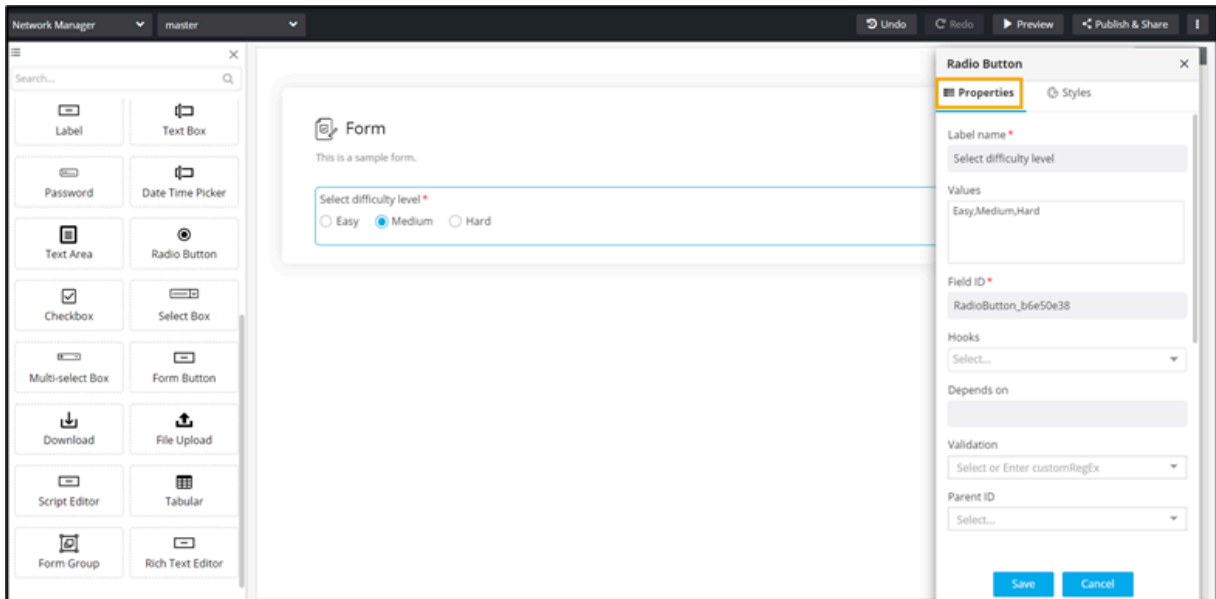 Network Manager master Undo Redo Preview Publish & Share
Search...
Label Text Box
Password Date Time Picker
Text Area Radio Button
Checkbox Select Box
Multi-select Box Form Button
Download File Upload
Script Editor Tabular
Form Group Rich Text Editor
Form
This is a sample form.
Select difficulty level *
Easy Medium Hard
Radio Button
Properties Styles
Label name *
Select difficulty level
Values
Easy,Medium,Hard
Field ID *
RadioButton_b6e50e38
Hooks
Select...
Depends on
Validation
Select or Enter customRegEx
Parent ID
Select...
Save Cancel